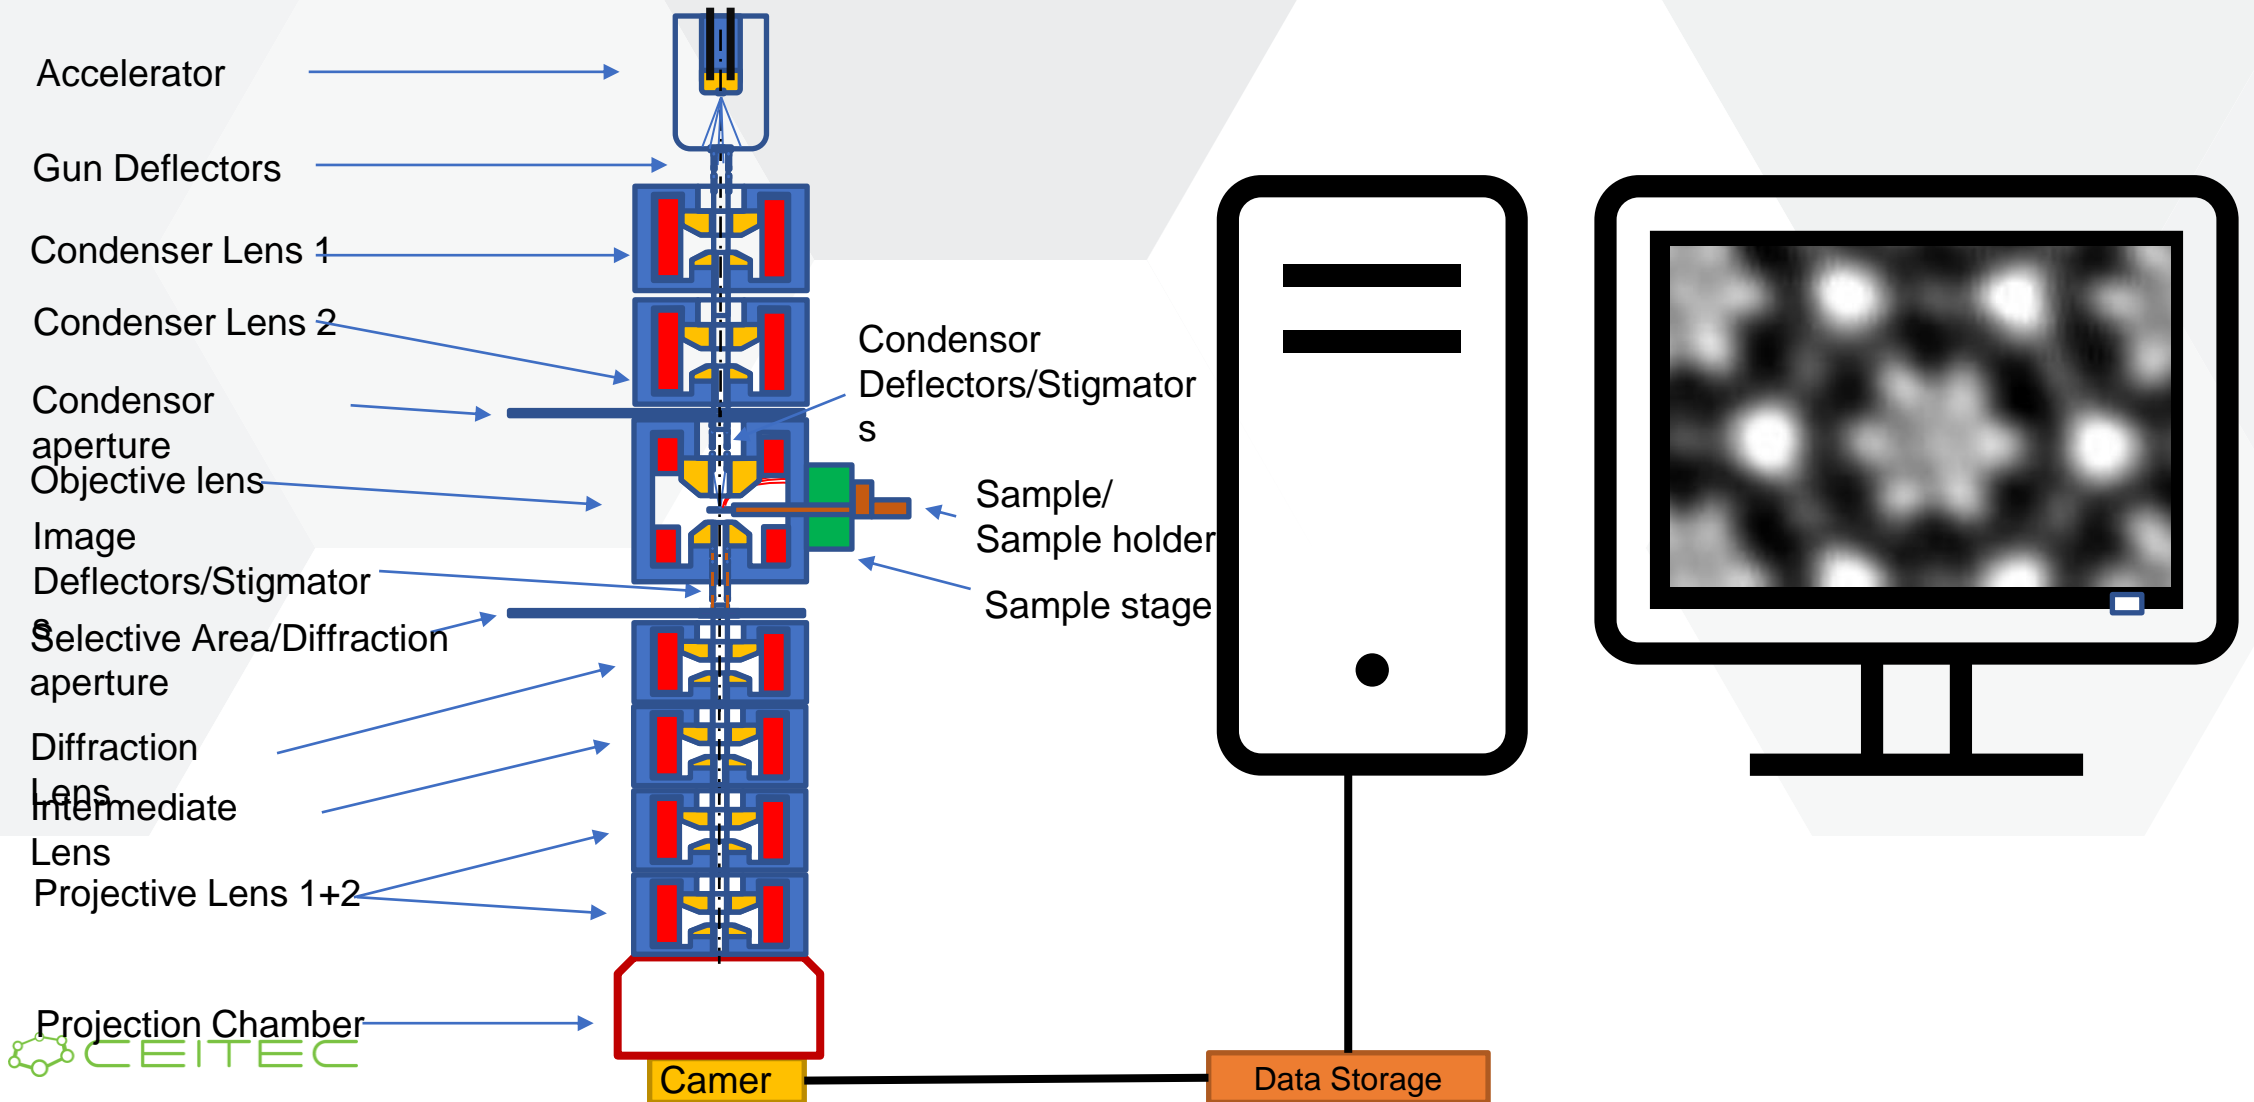 Accelerator
Gun Deflectors
Condenser Lens 1
Condenser Lens 2
Condensor
aperture
Objective lens
Image
Deflectors/Stigmator
s
Selective Area/Diffraction
aperture
Diffraction
Lens
Intermediate
Lens
Projective Lens 1+2
Projection Chamber
CEITEC
Condensor
Deflectors/Stigmator
s
Sample/
Sample holder
Sample stage
Camer
Data Storage